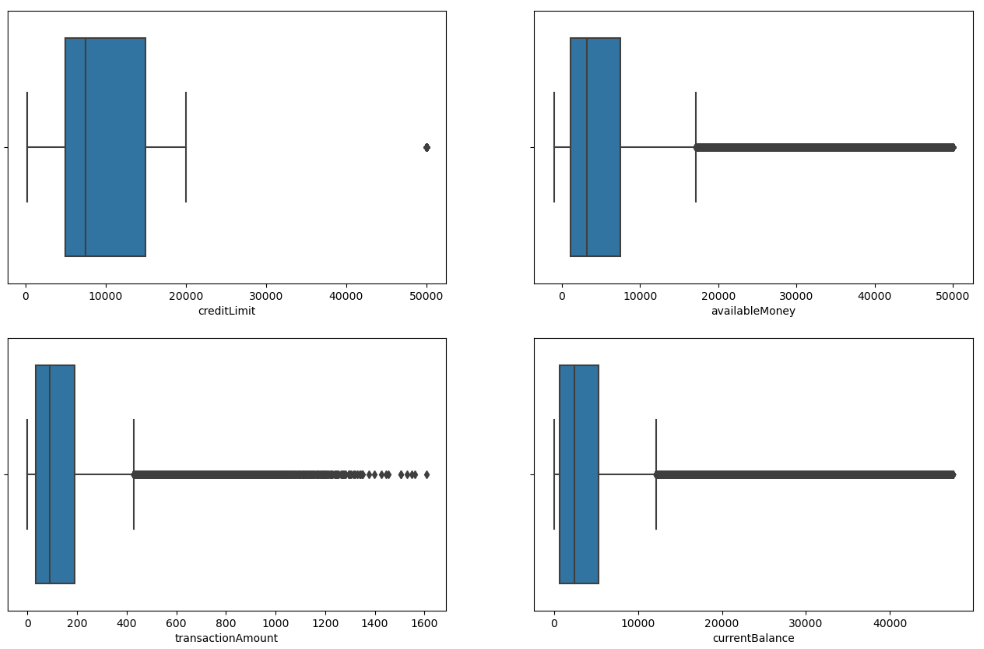 0 10000 20000 30000 40000 50000
creditLimit
0 10000 20000 30000 40000 50000
availableMoney
0 200 400 600 800 1000 1200 1400 1600
transactionAmount
0 10000 20000 30000 40000
currentBalance